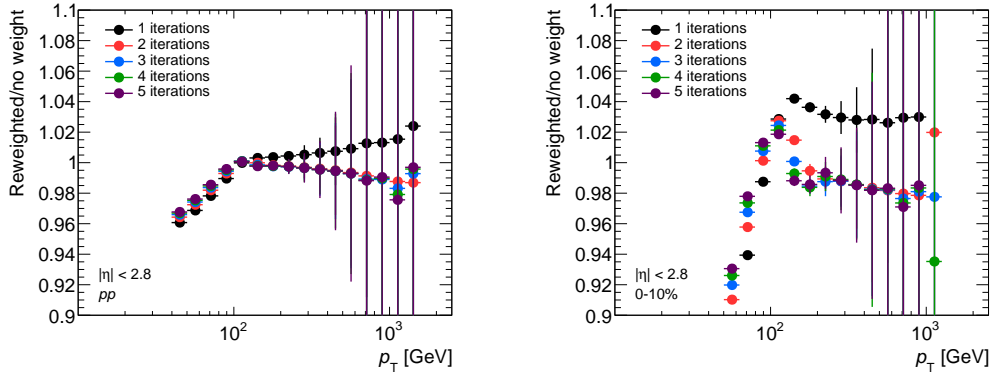 Reweighted/no weight
1.1
1.08
1.06
1.04
1.02
1
0.98
0.96
0.94
0.92
0.9
1 iterations
2 iterations
3 iterations
4 iterations
5 iterations
|η| < 2.8
pp
10²
10³
p_T [GeV]
Reweighted/no weight
1.1
1.08
1.06
1.04
1.02
1
0.98
0.96
0.94
0.92
0.9
1 iterations
2 iterations
3 iterations
4 iterations
5 iterations
|η| < 2.8
0-10%
10²
10³
p_T [GeV]